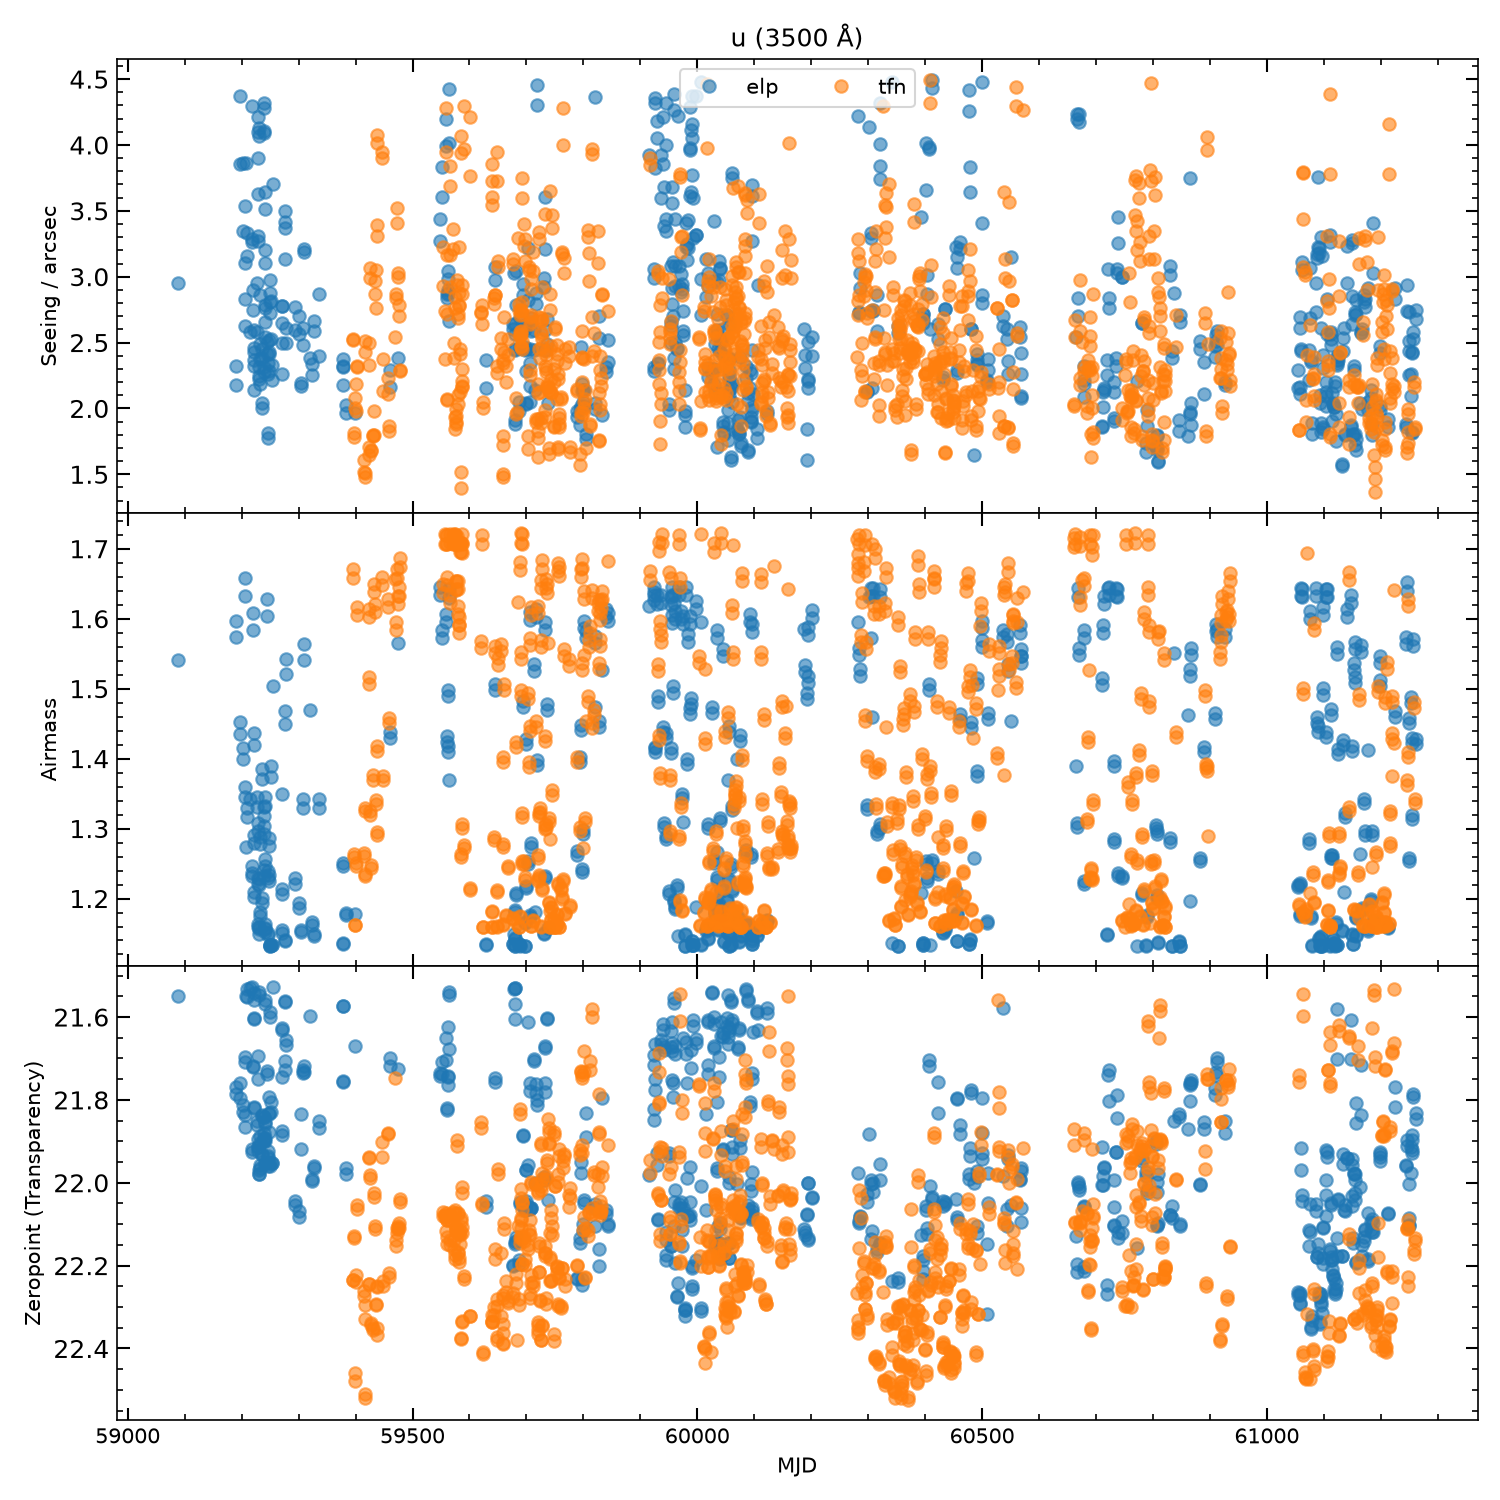 u (3500 Å)
elp tfn
4.5
4.0
3.5
3.0
2.5
2.0
1.5
Seeing / arcsec
1.7
1.6
1.5
1.4
1.3
1.2
Airmass
21.6
21.8
22.0
22.2
22.4
Zeropoint (Transparency)
59000 59500 60000 60500 61000
MJD